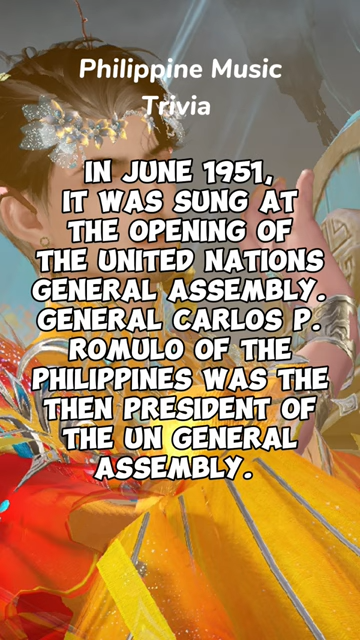 Philippine Music
Trivia
IN JUNE 1951,
IT WAS SUNG AT
THE OPENING OF
THE UNITED NATIONS
GENERAL ASSEMBLY.
GENERAL CARLOS P.
ROMULO OF THE
PHILIPPINES WAS THE
THEN PRESIDENT OF
THE UN GENERAL
ASSEMBLY.